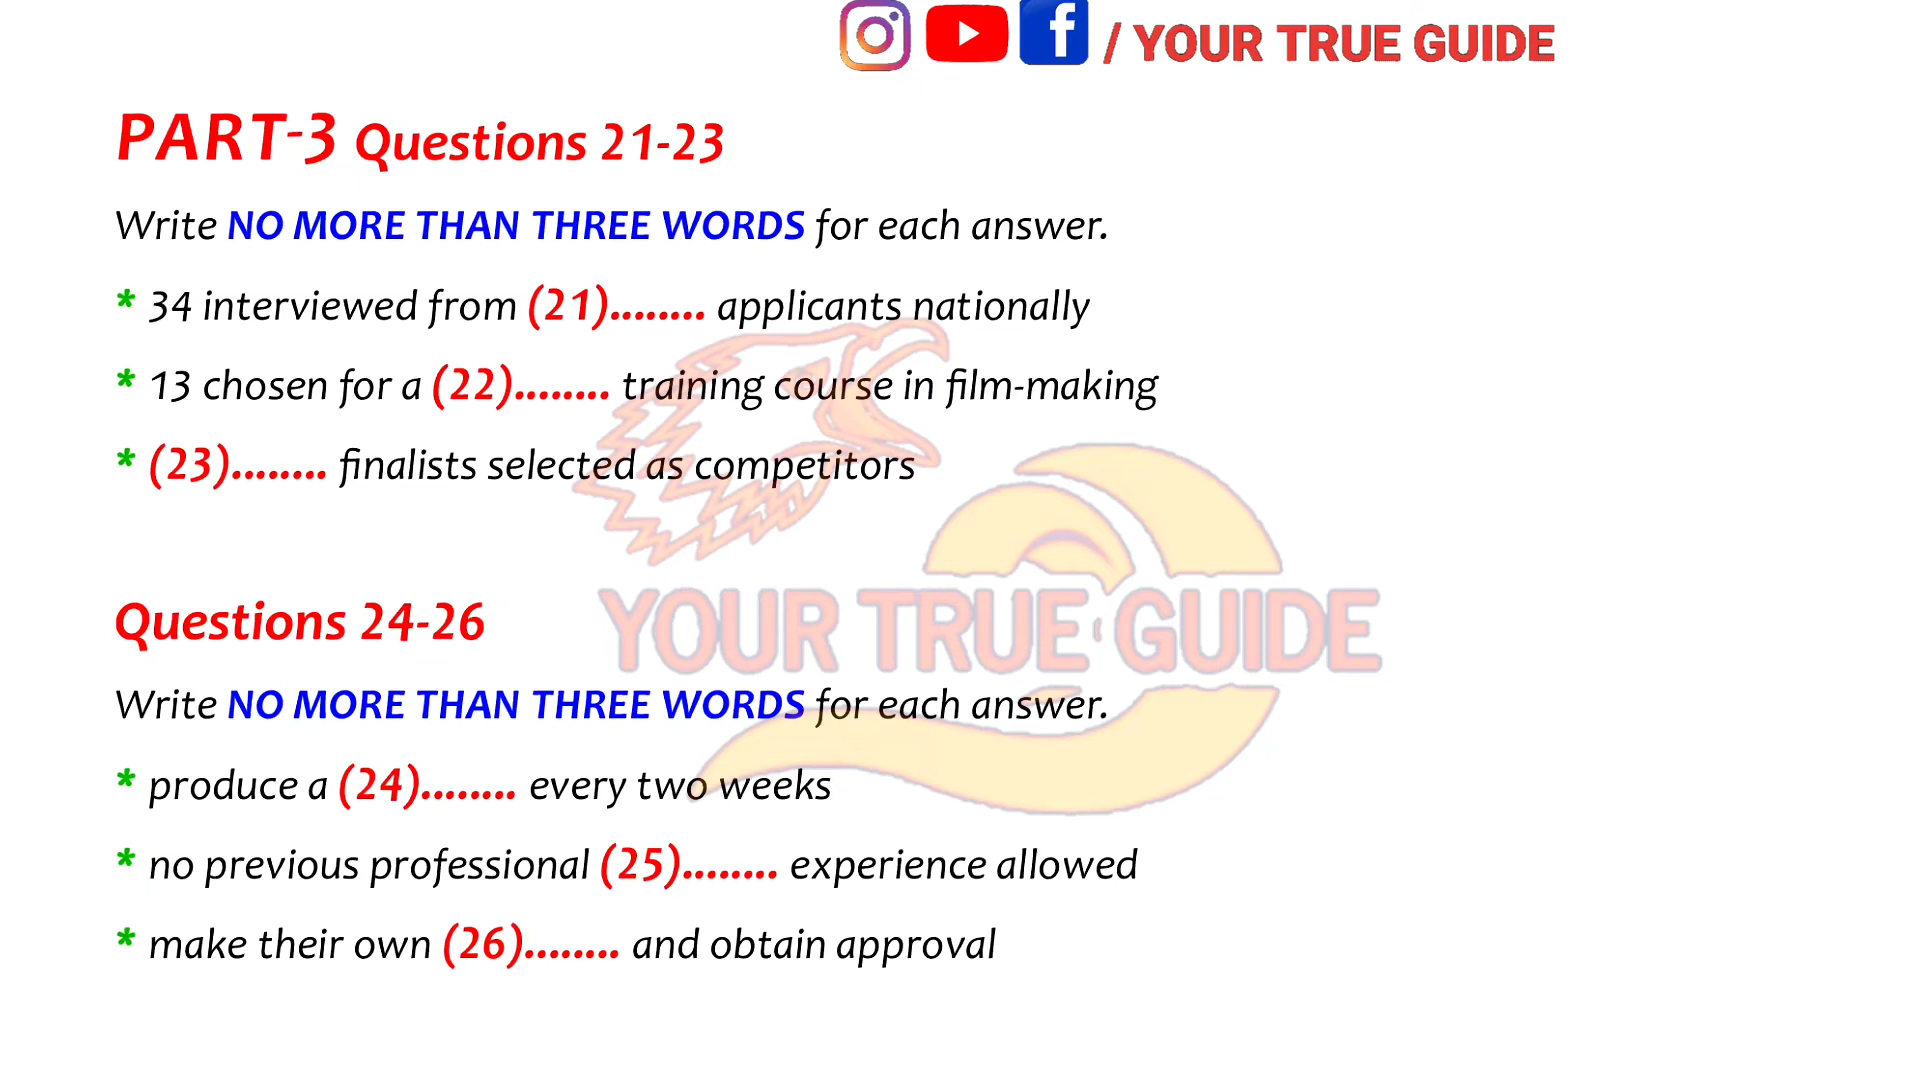 / YOUR TRUE GUIDE
PART-3 Questions 21-23
Write NO MORE THAN THREE WORDS for each answer.
* 34 interviewed from (21)........ applicants nationally
* 13 chosen for a (22)........ training course in film-making
* (23)........ finalists selected as competitors
YOUR TRUE GUIDE
Questions 24-26
Write NO MORE THAN THREE WORDS for each answer.
* produce a (24)........ every two weeks
* no previous professional (25)........ experience allowed
* make their own (26)........ and obtain approval